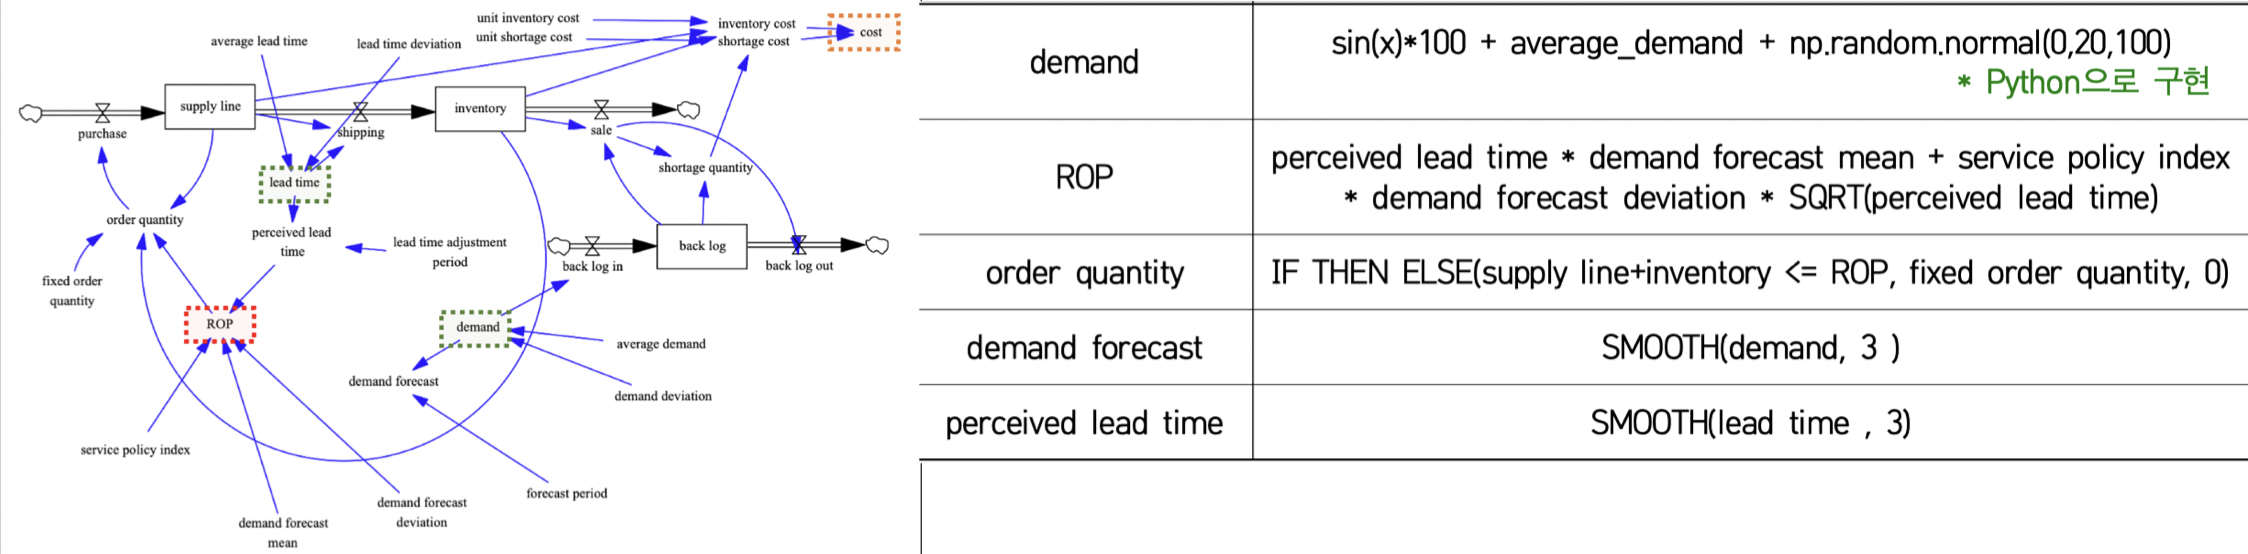 unit inventory cost
unit shortage cost
inventory cost
shortage cost
cost
average lead time
lead time deviation
supply line
inventory
purchase
shipping
sale
shortage quantity
lead time
order quantity
perceived lead
time
lead time adjustment
period
back log in
back log
back log out
fixed order
quantity
ROP
demand
average demand
demand forecast
demand deviation
service policy index
forecast period
demand forecast
deviation
demand forecast
mean
demand
sin(x)*100 + average_demand + np.random.normal(0,20,100)
* Python으로 구현
ROP
perceived lead time * demand forecast mean + service policy index
* demand forecast deviation * SQRT(perceived lead time)
order quantity
IF THEN ELSE(supply line+inventory <= ROP, fixed order quantity, 0)
demand forecast
SMOOTH(demand, 3 )
perceived lead time
SMOOTH(lead time , 3)